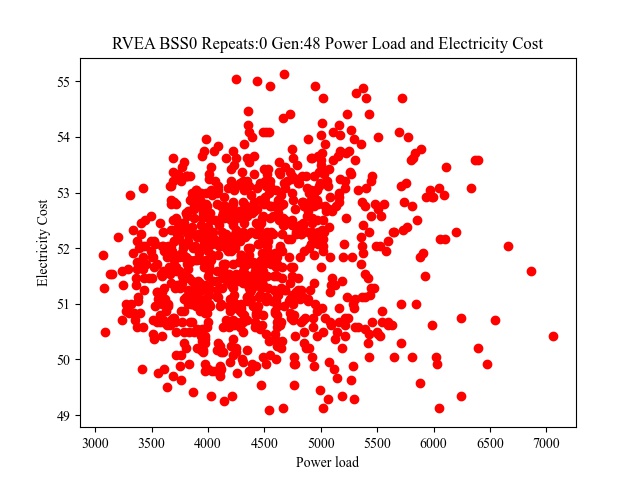 RVEA BSS0 Repeats:0 Gen:48 Power Load and Electricity Cost
55
54
53
52
51
50
49
Electricity Cost
3000 3500 4000 4500 5000 5500 6000 6500 7000
Power load